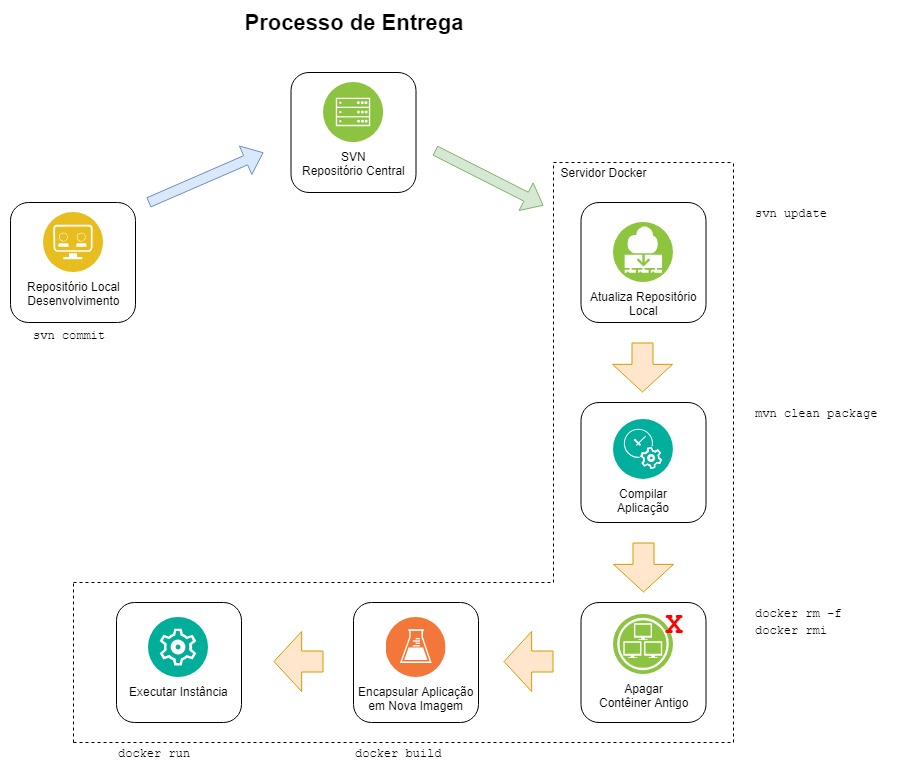 Processo de Entrega
SVN
Repositório Central
Servidor Docker
svn update
Repositório Local
Desenvolvimento
svn commit
Atualiza Repositório
Local
mvn clean package
Compilar
Aplicação
docker rm -f
docker rmi
X
Apagar
Contêiner Antigo
Encapsular Aplicação
em Nova Imagem
Executar Instância
docker run
docker build